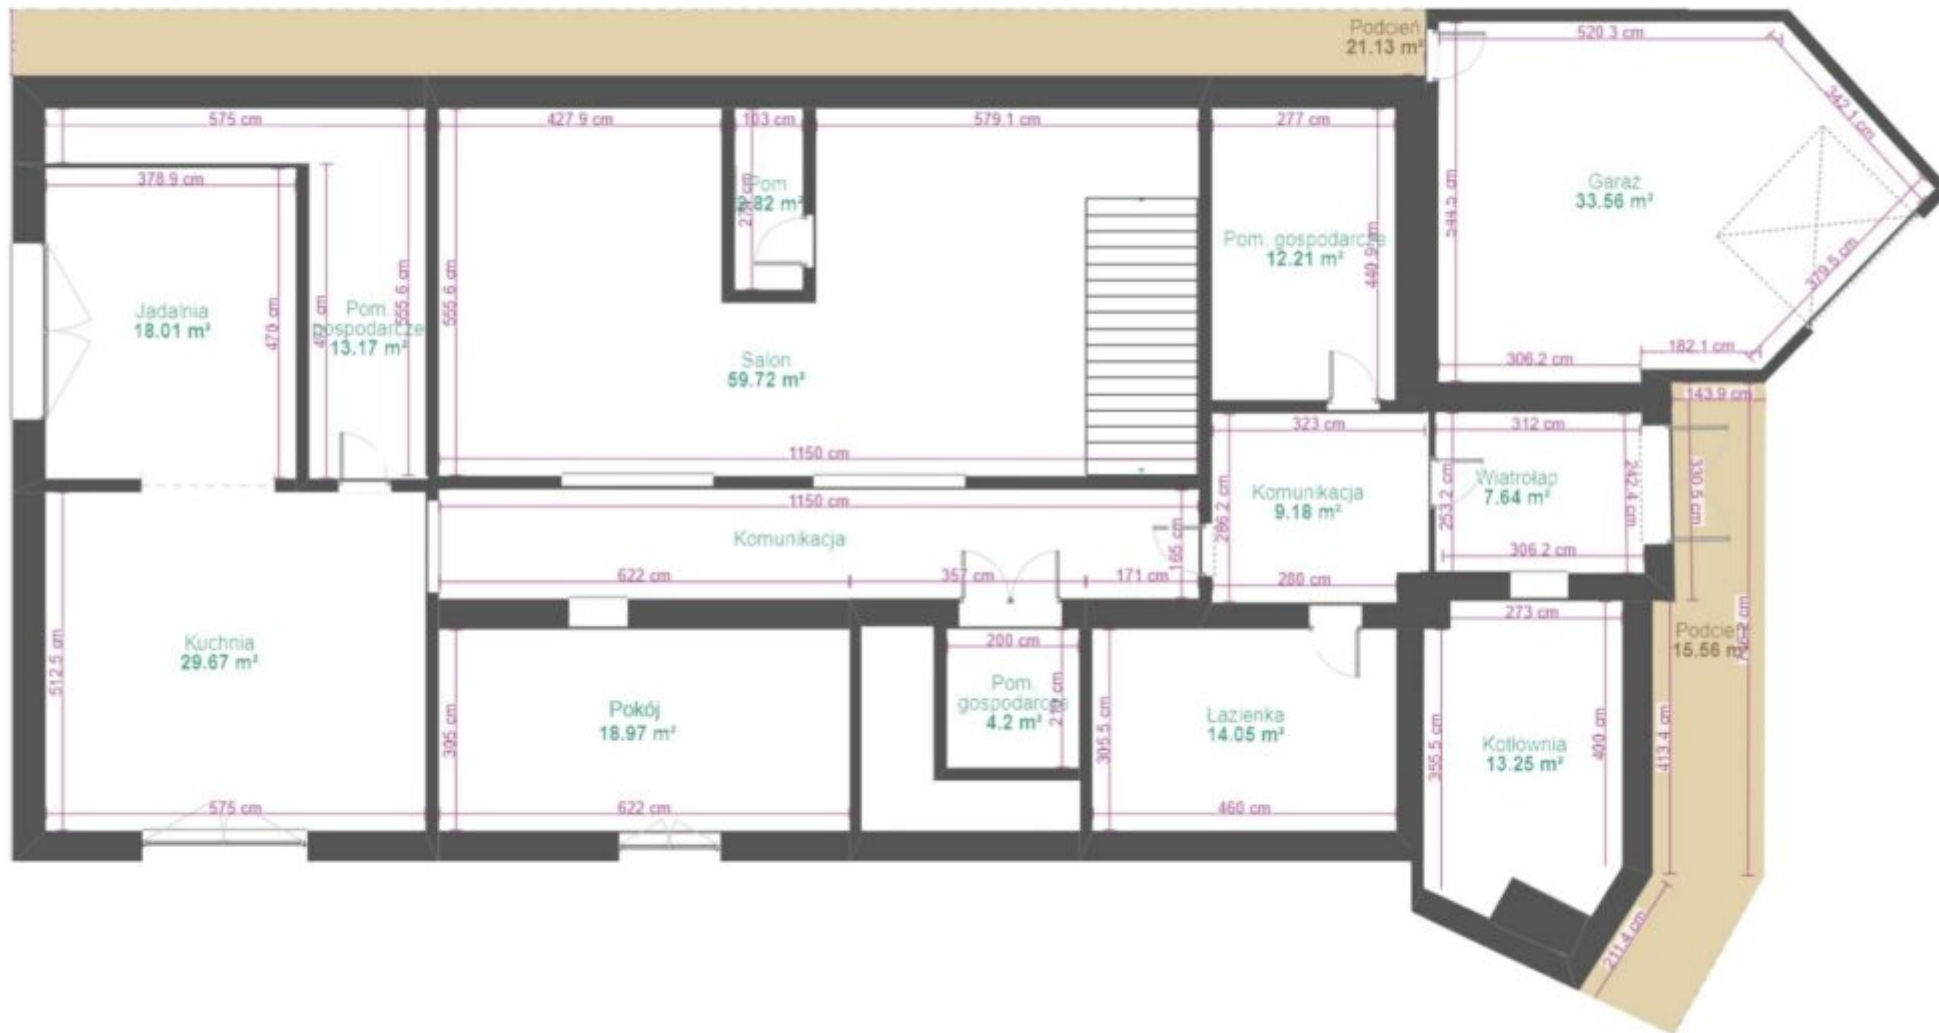 Podcień
21.13 m²
520.3 cm
342.1 cm
575 cm
427.9 cm
103 cm
579.1 cm
277 cm
378.9 cm
Pom
2.82 m²
Garaż
33.56 m²
Pom. gospodarcze
12.21 m²
440.9 cm
379.5 cm
Jadalnia
18.01 m²
470 cm
Pom.
gospodarcze
13.17 m²
555.6 cm
555.6 cm
Salon
59.72 m²
306.2 cm
182.1 cm
143.9 cm
1150 cm
323 cm
312 cm
330.5 cm
Wiatrołap
7.64 m²
253.2 cm
242.4 cm
Komunikacja
9.18 m²
286.2 cm
1150 cm
Komunikacja
165 cm
306.2 cm
622 cm
357 cm
171 cm
280 cm
273 cm
Kuchnia
29.67 m²
512.5 cm
200 cm
Podcień
15.56 m²
Pom.
gospodarcze
4.2 m²
Pokój
18.97 m²
305 cm
Łazienka
14.05 m²
305.5 cm
Kotłownia
13.25 m²
355.5 cm
400 cm
413.4 cm
575 cm
622 cm
460 cm
211.4 cm